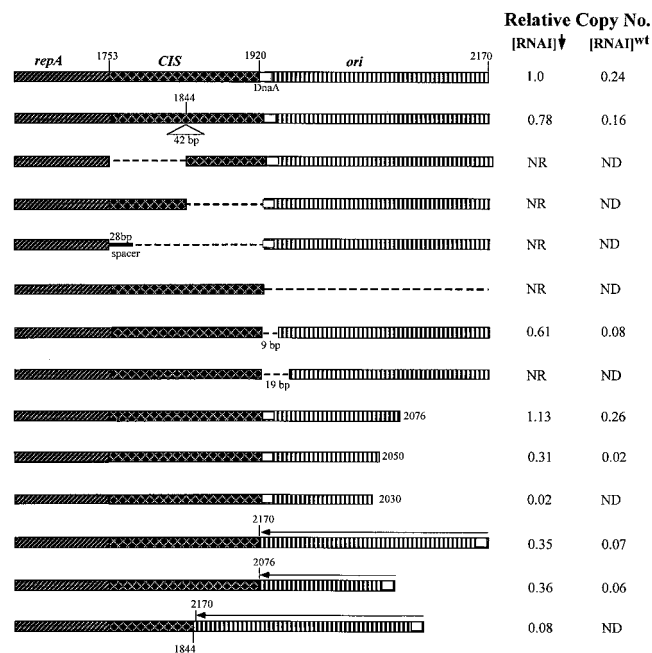 Relative Copy No.
[RNAI]↓ [RNAI]wt
repA 1753 CIS 1920 ori 2170
DnaA
1.0 0.24
1844
42 bp
0.78 0.16
NR ND
NR ND
28bp
spacer
NR ND
NR ND
9 bp
0.61 0.08
19 bp
NR ND
2076 1.13 0.26
2050 0.31 0.02
2030 0.02 ND
2170
0.35 0.07
2076
0.36 0.06
2170
1844
0.08 ND